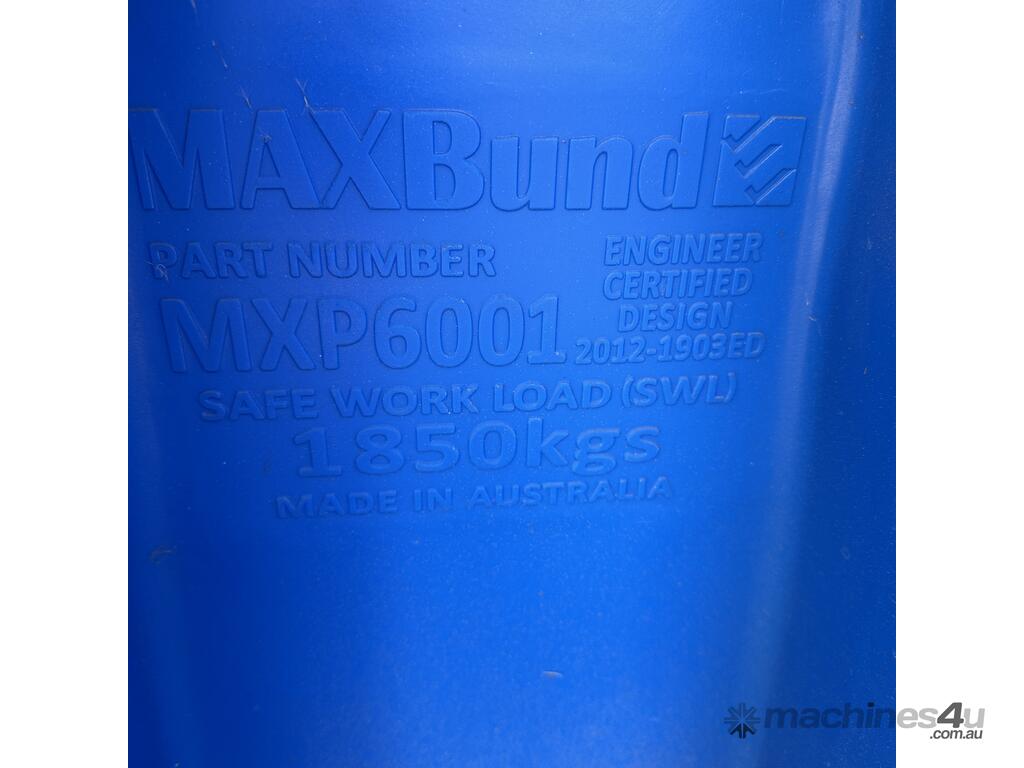 MAXBund
PART NUMBER
MXP6001
ENGINEER
CERTIFIED
DESIGN
2012-1903ED
SAFE WORK LOAD (SWL)
1850kgs
MADE IN AUSTRALIA
machines4u
.com.au